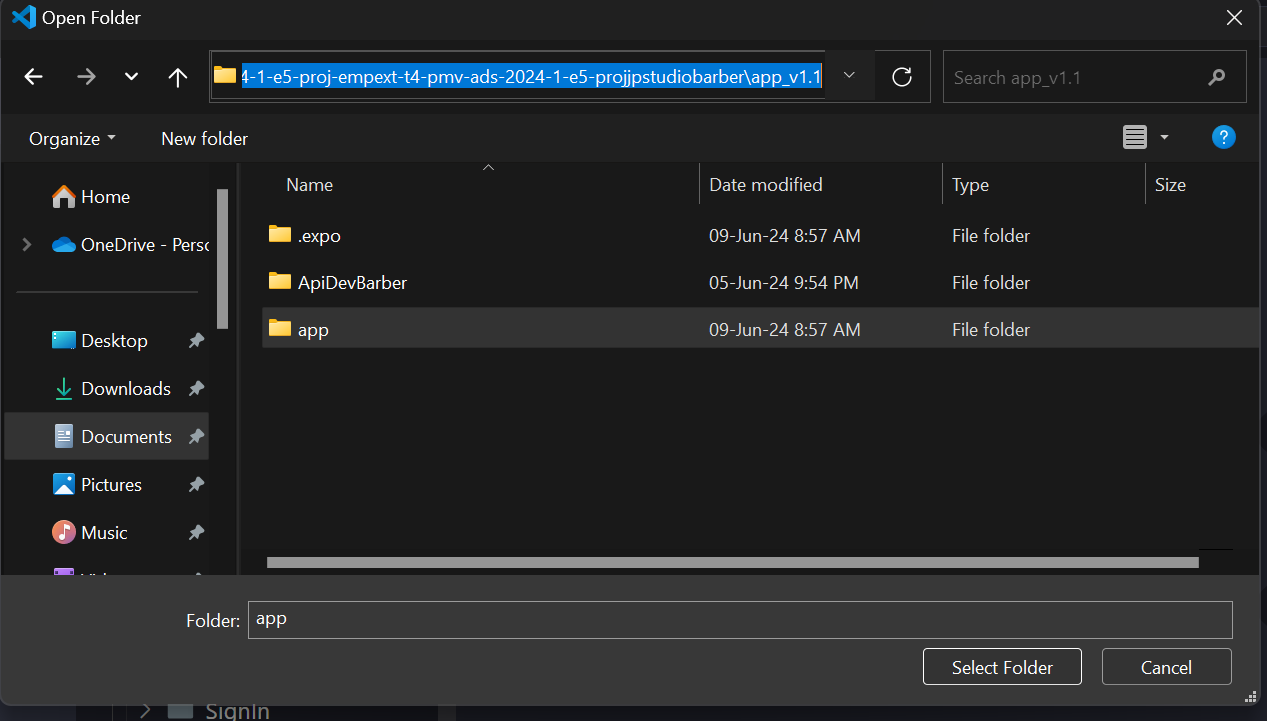 Open Folder
4-1-e5-proj-empext-t4-pmv-ads-2024-1-e5-projjpstudiobarber\app_v1.1
Search app_v1.1
Organize
New folder
?
Name
Date modified
Type
Size
Home
OneDrive - Perso
.expo
09-Jun-24 8:57 AM
File folder
ApiDevBarber
05-Jun-24 9:54 PM
File folder
app
09-Jun-24 8:57 AM
File folder
Desktop
Downloads
Documents
Pictures
Music
Folder:
app
Select Folder
Cancel
SignIn